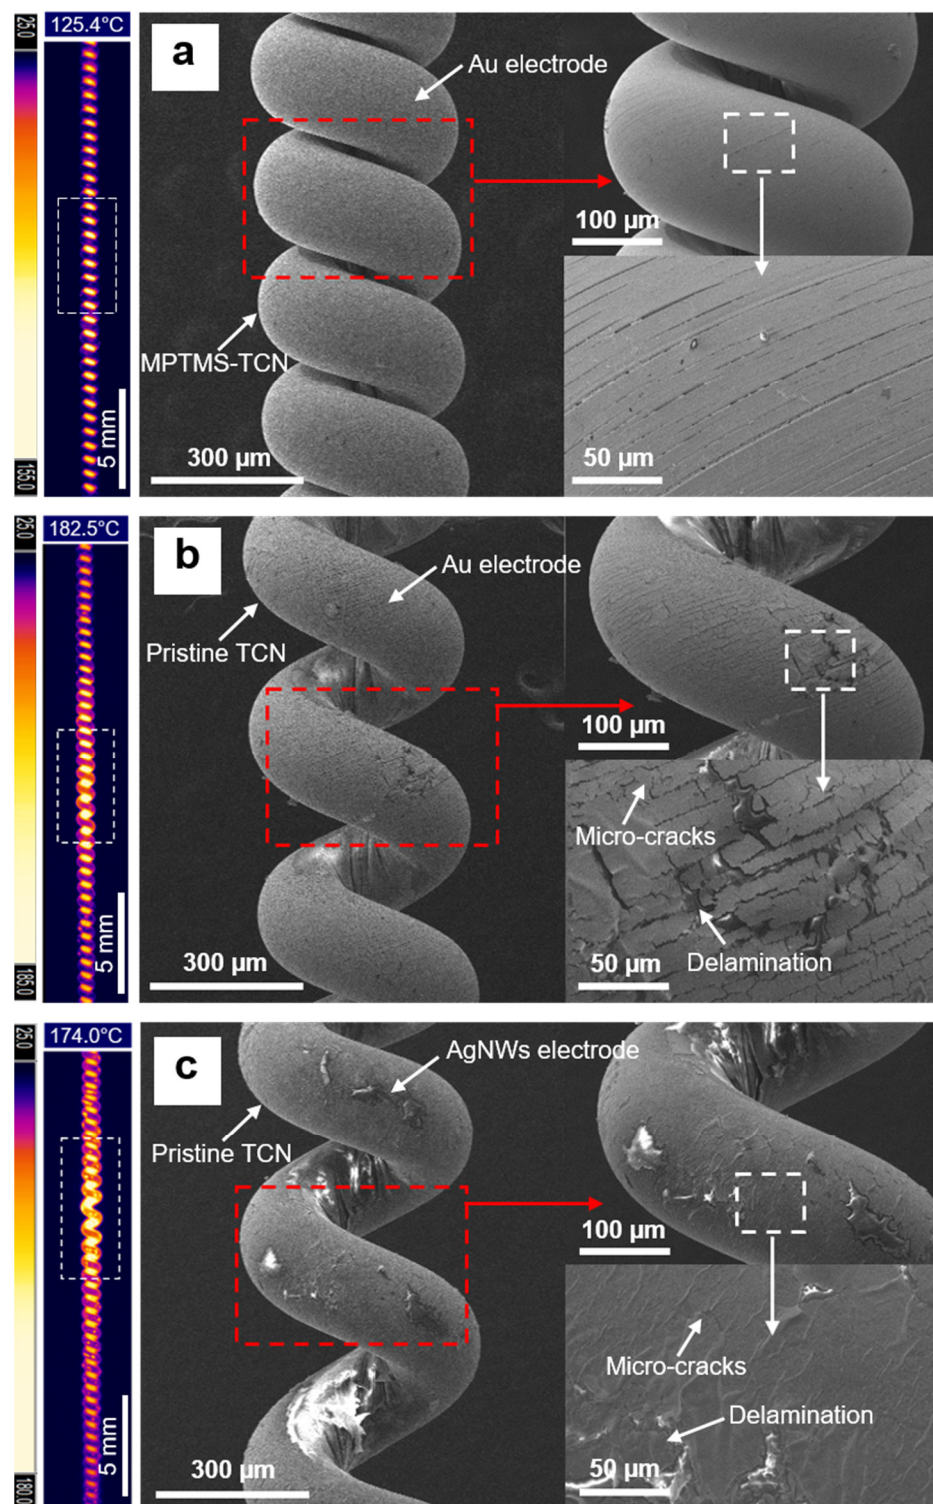 25.0
125.4°C
a
Au electrode
100 µm
MPTMS-TCN
5 mm
300 µm
50 µm
155.0
25.0
182.5°C
b
Au electrode
Pristine TCN
100 µm
Micro-cracks
5 mm
300 µm
50 µm
Delamination
185.0
25.0
174.0°C
c
AgNWs electrode
Pristine TCN
100 µm
Micro-cracks
Delamination
5 mm
300 µm
50 µm
180.0